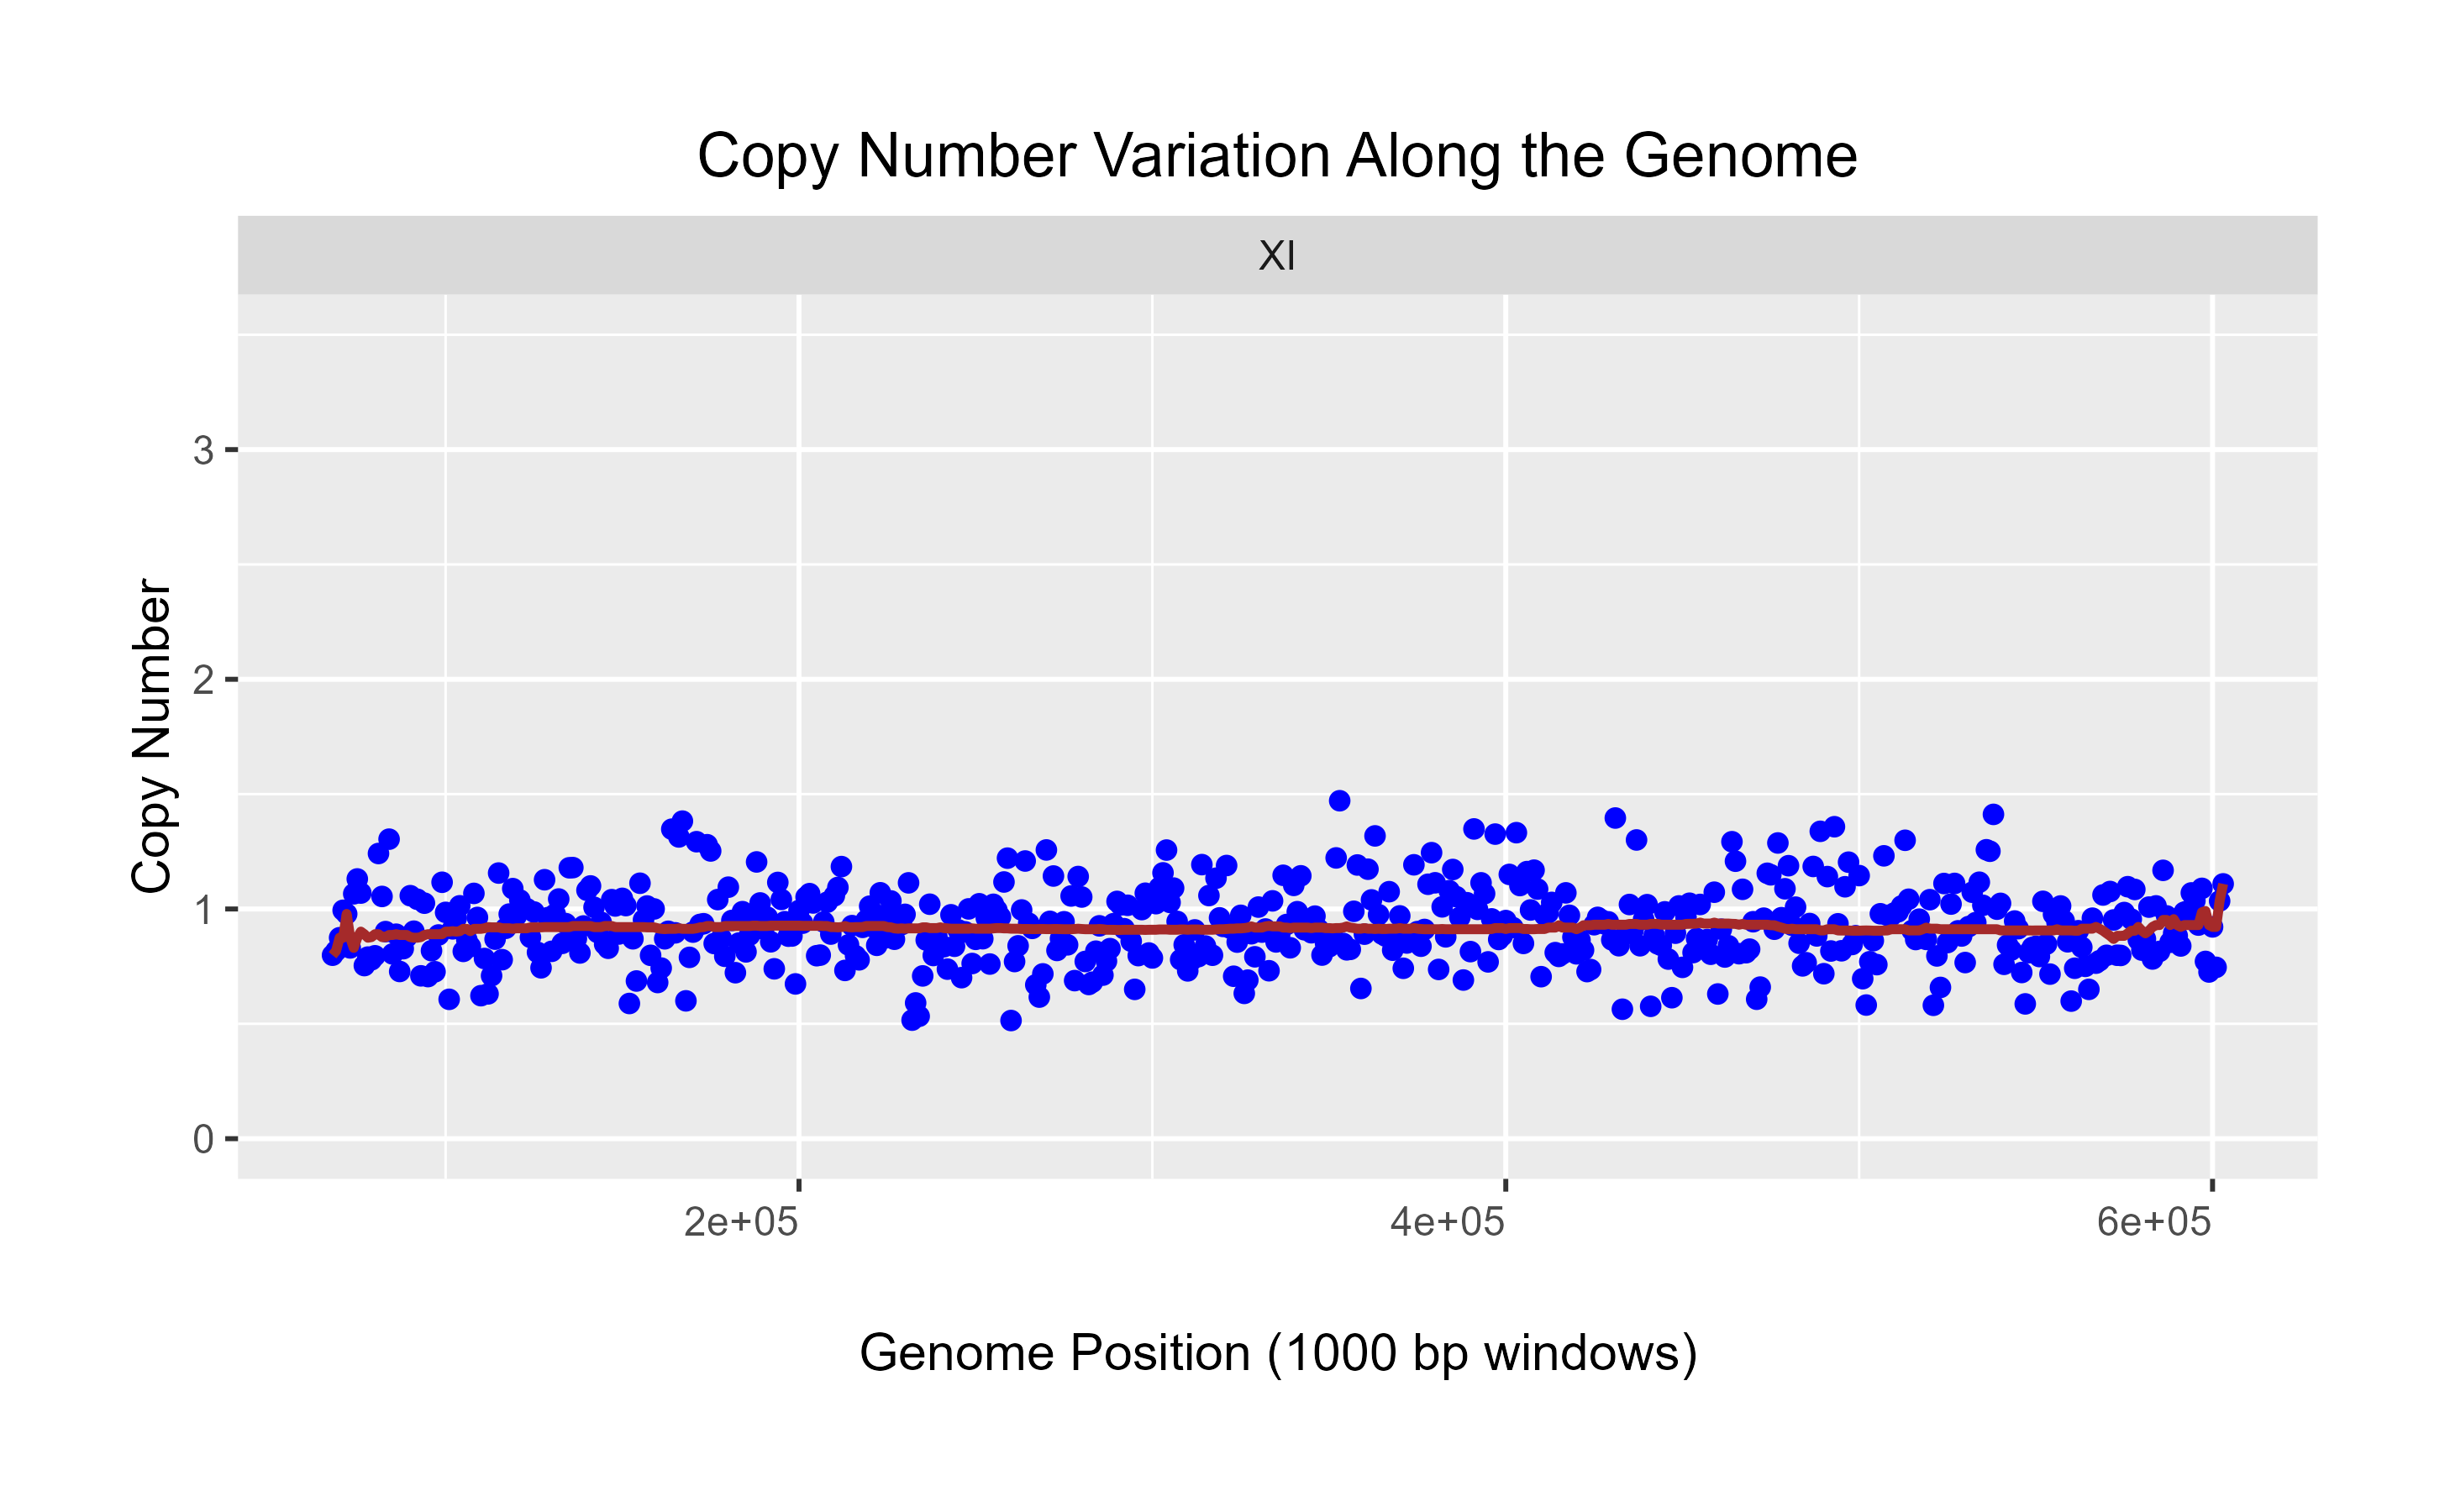 Copy Number Variation Along the Genome
XI
Copy Number
3
2
1
0
2e+05 4e+05 6e+05
Genome Position (1000 bp windows)